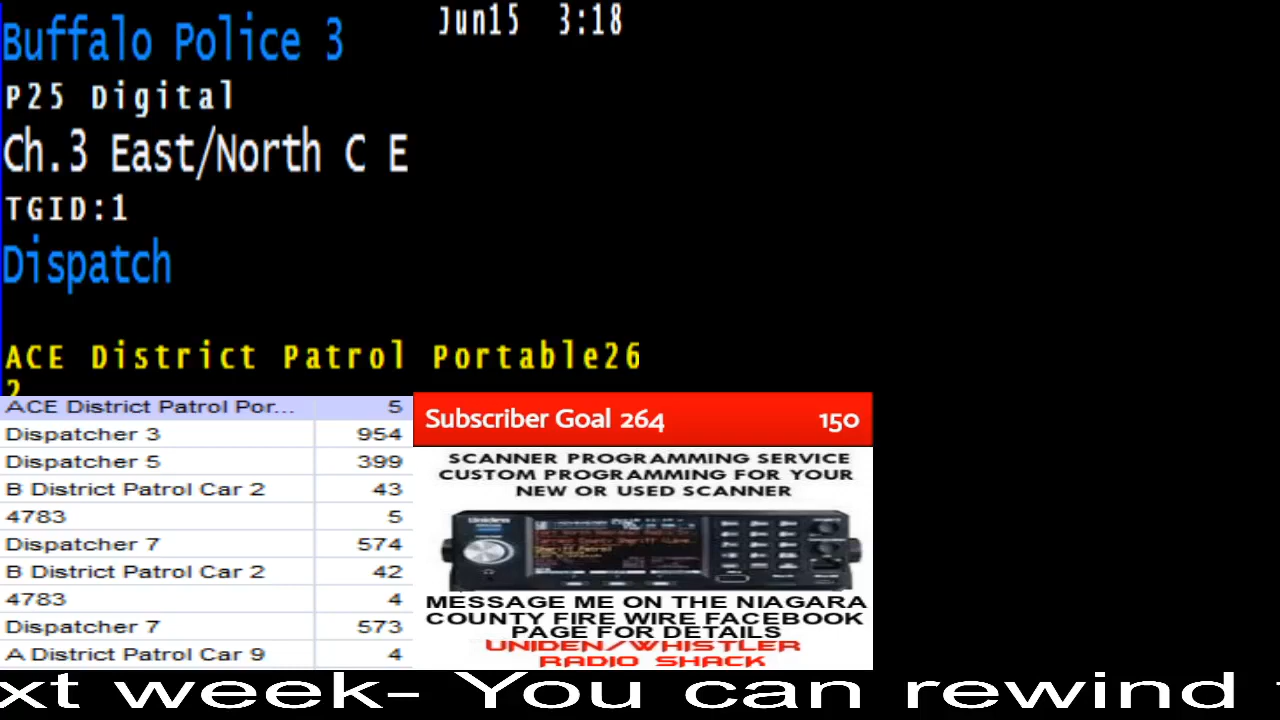 Buffalo Police 3
Jun15 3:18
P25 Digital
Ch.3 East/North C E
TGID:1
Dispatch
ACE District Patrol Portable26
2
ACE District Patrol Por... 5
Dispatcher 3 954
Dispatcher 5 399
B District Patrol Car 2 43
4783 5
Dispatcher 7 574
B District Patrol Car 2 42
4783 4
Dispatcher 7 573
A District Patrol Car 9 4
Subscriber Goal 264 150
SCANNER PROGRAMMING SERVICE
CUSTOM PROGRAMMING FOR YOUR
NEW OR USED SCANNER
Uniden
MESSAGE ME ON THE NIAGARA
COUNTY FIRE WIRE FACEBOOK
PAGE FOR DETAILS
UNIDEN/WHISTLER
RADIO SHACK
xt week- You can rewind